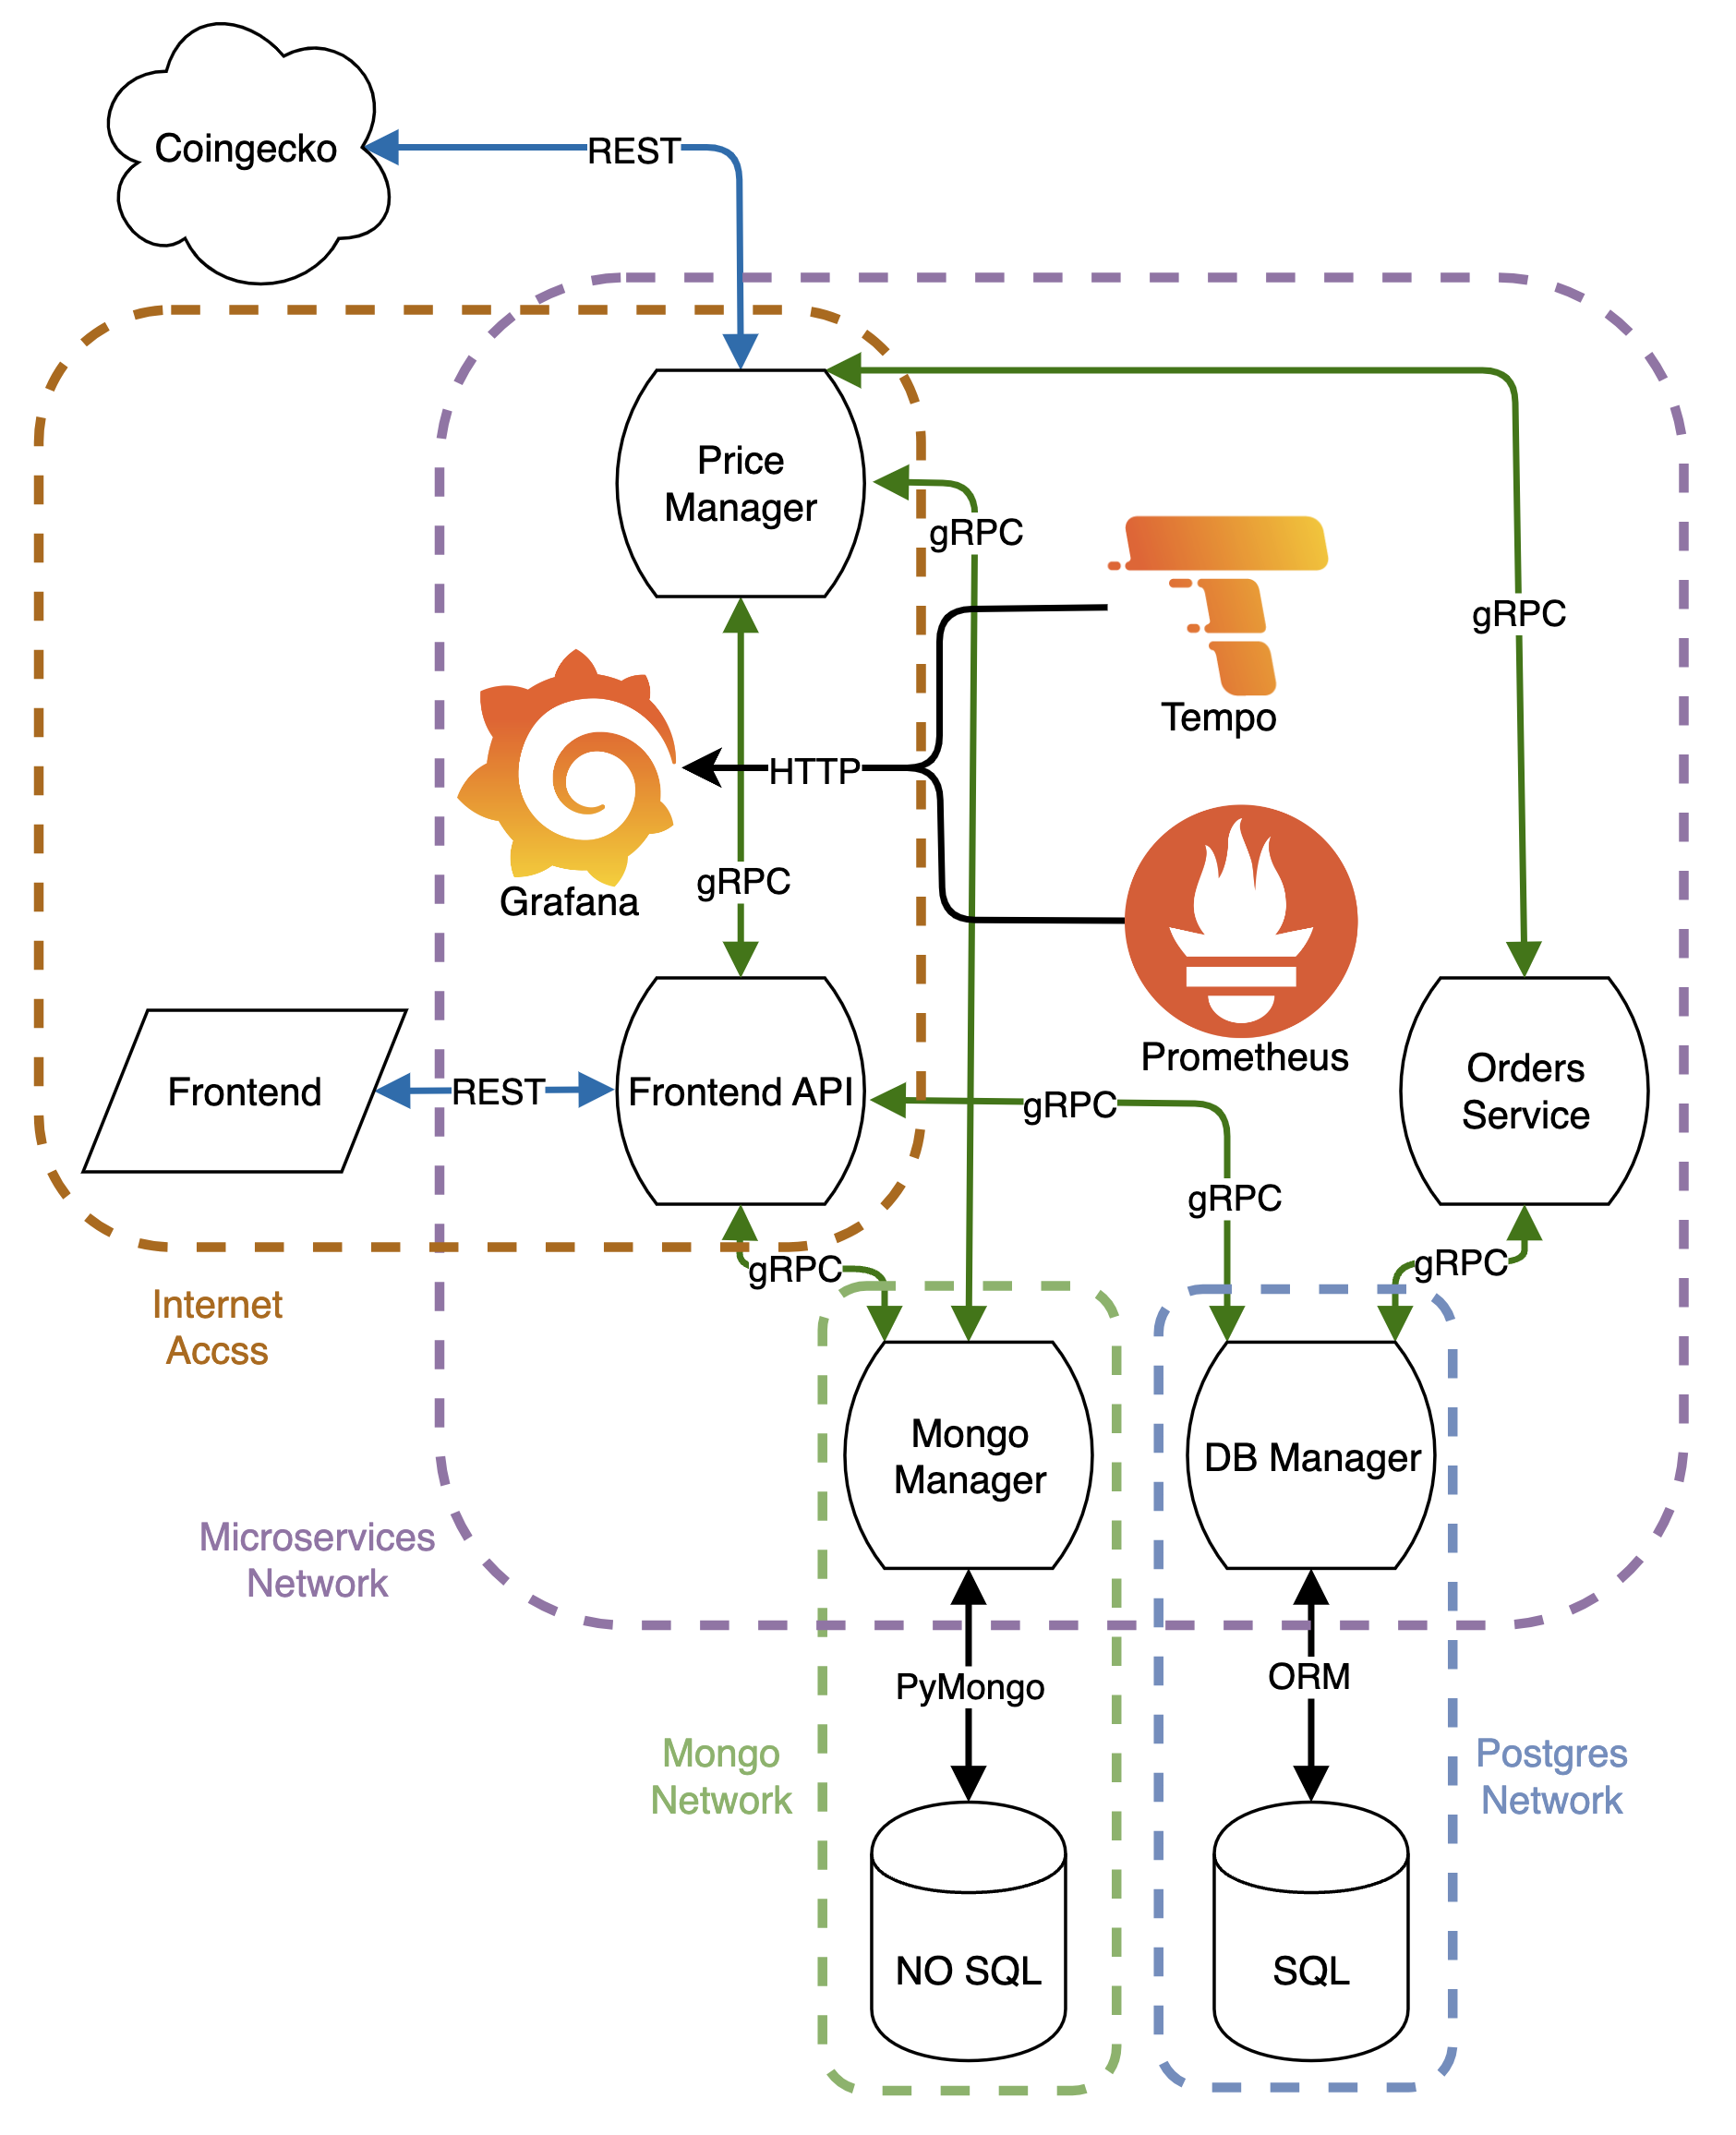 Coingecko
REST
Price
Manager
gRPC
gRPC
Tempo
HTTP
gRPC
Grafana
Prometheus
Frontend
REST
Frontend API
gRPC
Orders
Service
gRPC
gRPC
gRPC
Internet
Accss
Mongo
Manager
DB Manager
Microservices
Network
PyMongo
ORM
Mongo
Network
Postgres
Network
NO SQL
SQL